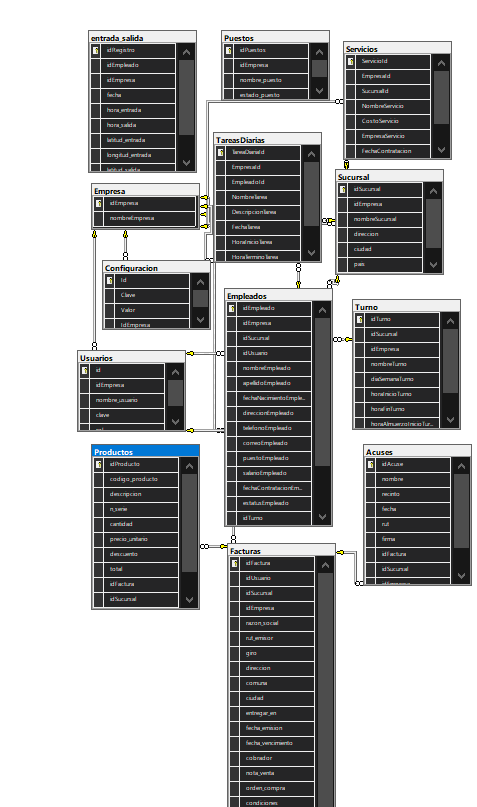 entrada_salida
idRegistro
idEmpleado
idEmpresa
fecha
hora_entrada
hora_salida
latitud_entrada
longitud_entrada
latitud_salida
Puestos
idPuestos
idEmpresa
nombre_puesto
estado_puesto
Servicios
ServicioId
EmpresaId
SucursalId
NombreServicio
CostoServicio
EmpresaServicio
FechaContratacion
TareasDiarias
TareaDiariaId
EmpresaId
EmpleadoId
NombreTarea
DescripcionTarea
FechaTarea
HoraInicioTarea
HoraTerminoTarea
Empresa
idEmpresa
nombreEmpresa
Sucursal
idSucursal
idEmpresa
nombreSucursal
direccion
ciudad
pais
Configuracion
Id
Clave
Valor
IdEmpresa
Empleados
idEmpleado
idEmpresa
idSucursal
idUsuario
nombreEmpleado
apellidoEmpleado
fechaNacimientoEmple...
direccionEmpleado
telefonoEmpleado
correoEmpleado
puestoEmpleado
salarioEmpleado
fechaContratacionEm...
estatusEmpleado
idTurno
Turno
idTurno
idSucursal
idEmpresa
nombreTurno
diaSemanaTurno
horaInicioTurno
horaFinTurno
horaAlmuerzoInicioTur...
Usuarios
id
idEmpresa
nombre_usuario
clave
rol
Productos
idProducto
codigo_producto
descripcion
n_serie
cantidad
precio_unitario
descuento
total
idFactura
idSucursal
Acuses
idAcuse
nombre
recinto
fecha
rut
firma
idFactura
idSucursal
idEmpresa
Facturas
idFactura
idUsuario
idSucursal
idEmpresa
razon_social
rut_emisor
giro
direccion
comuna
ciudad
entregar_en
fecha_emision
fecha_vencimiento
cobrador
nota_venta
orden_compra
condiciones